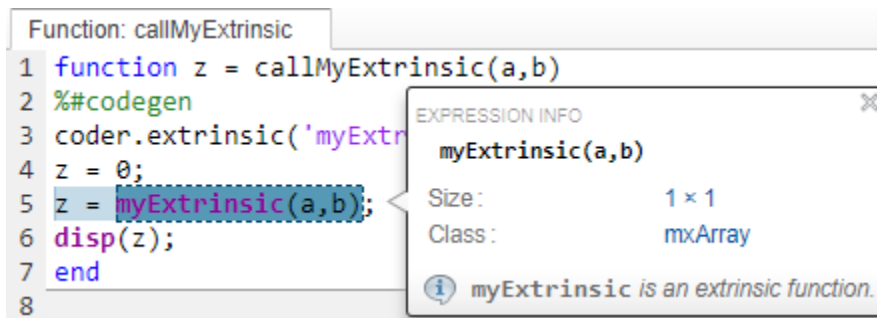 Function: callMyExtrinsic
1 function z = callMyExtrinsic(a,b)
2 %#codegen
3 coder.extrinsic('myExtr
4 z = 0;
5 z = myExtrinsic(a,b);
6 disp(z);
7 end
8
EXPRESSION INFO
myExtrinsic(a,b)
Size: 1 × 1
Class: mxArray
myExtrinsic is an extrinsic function.